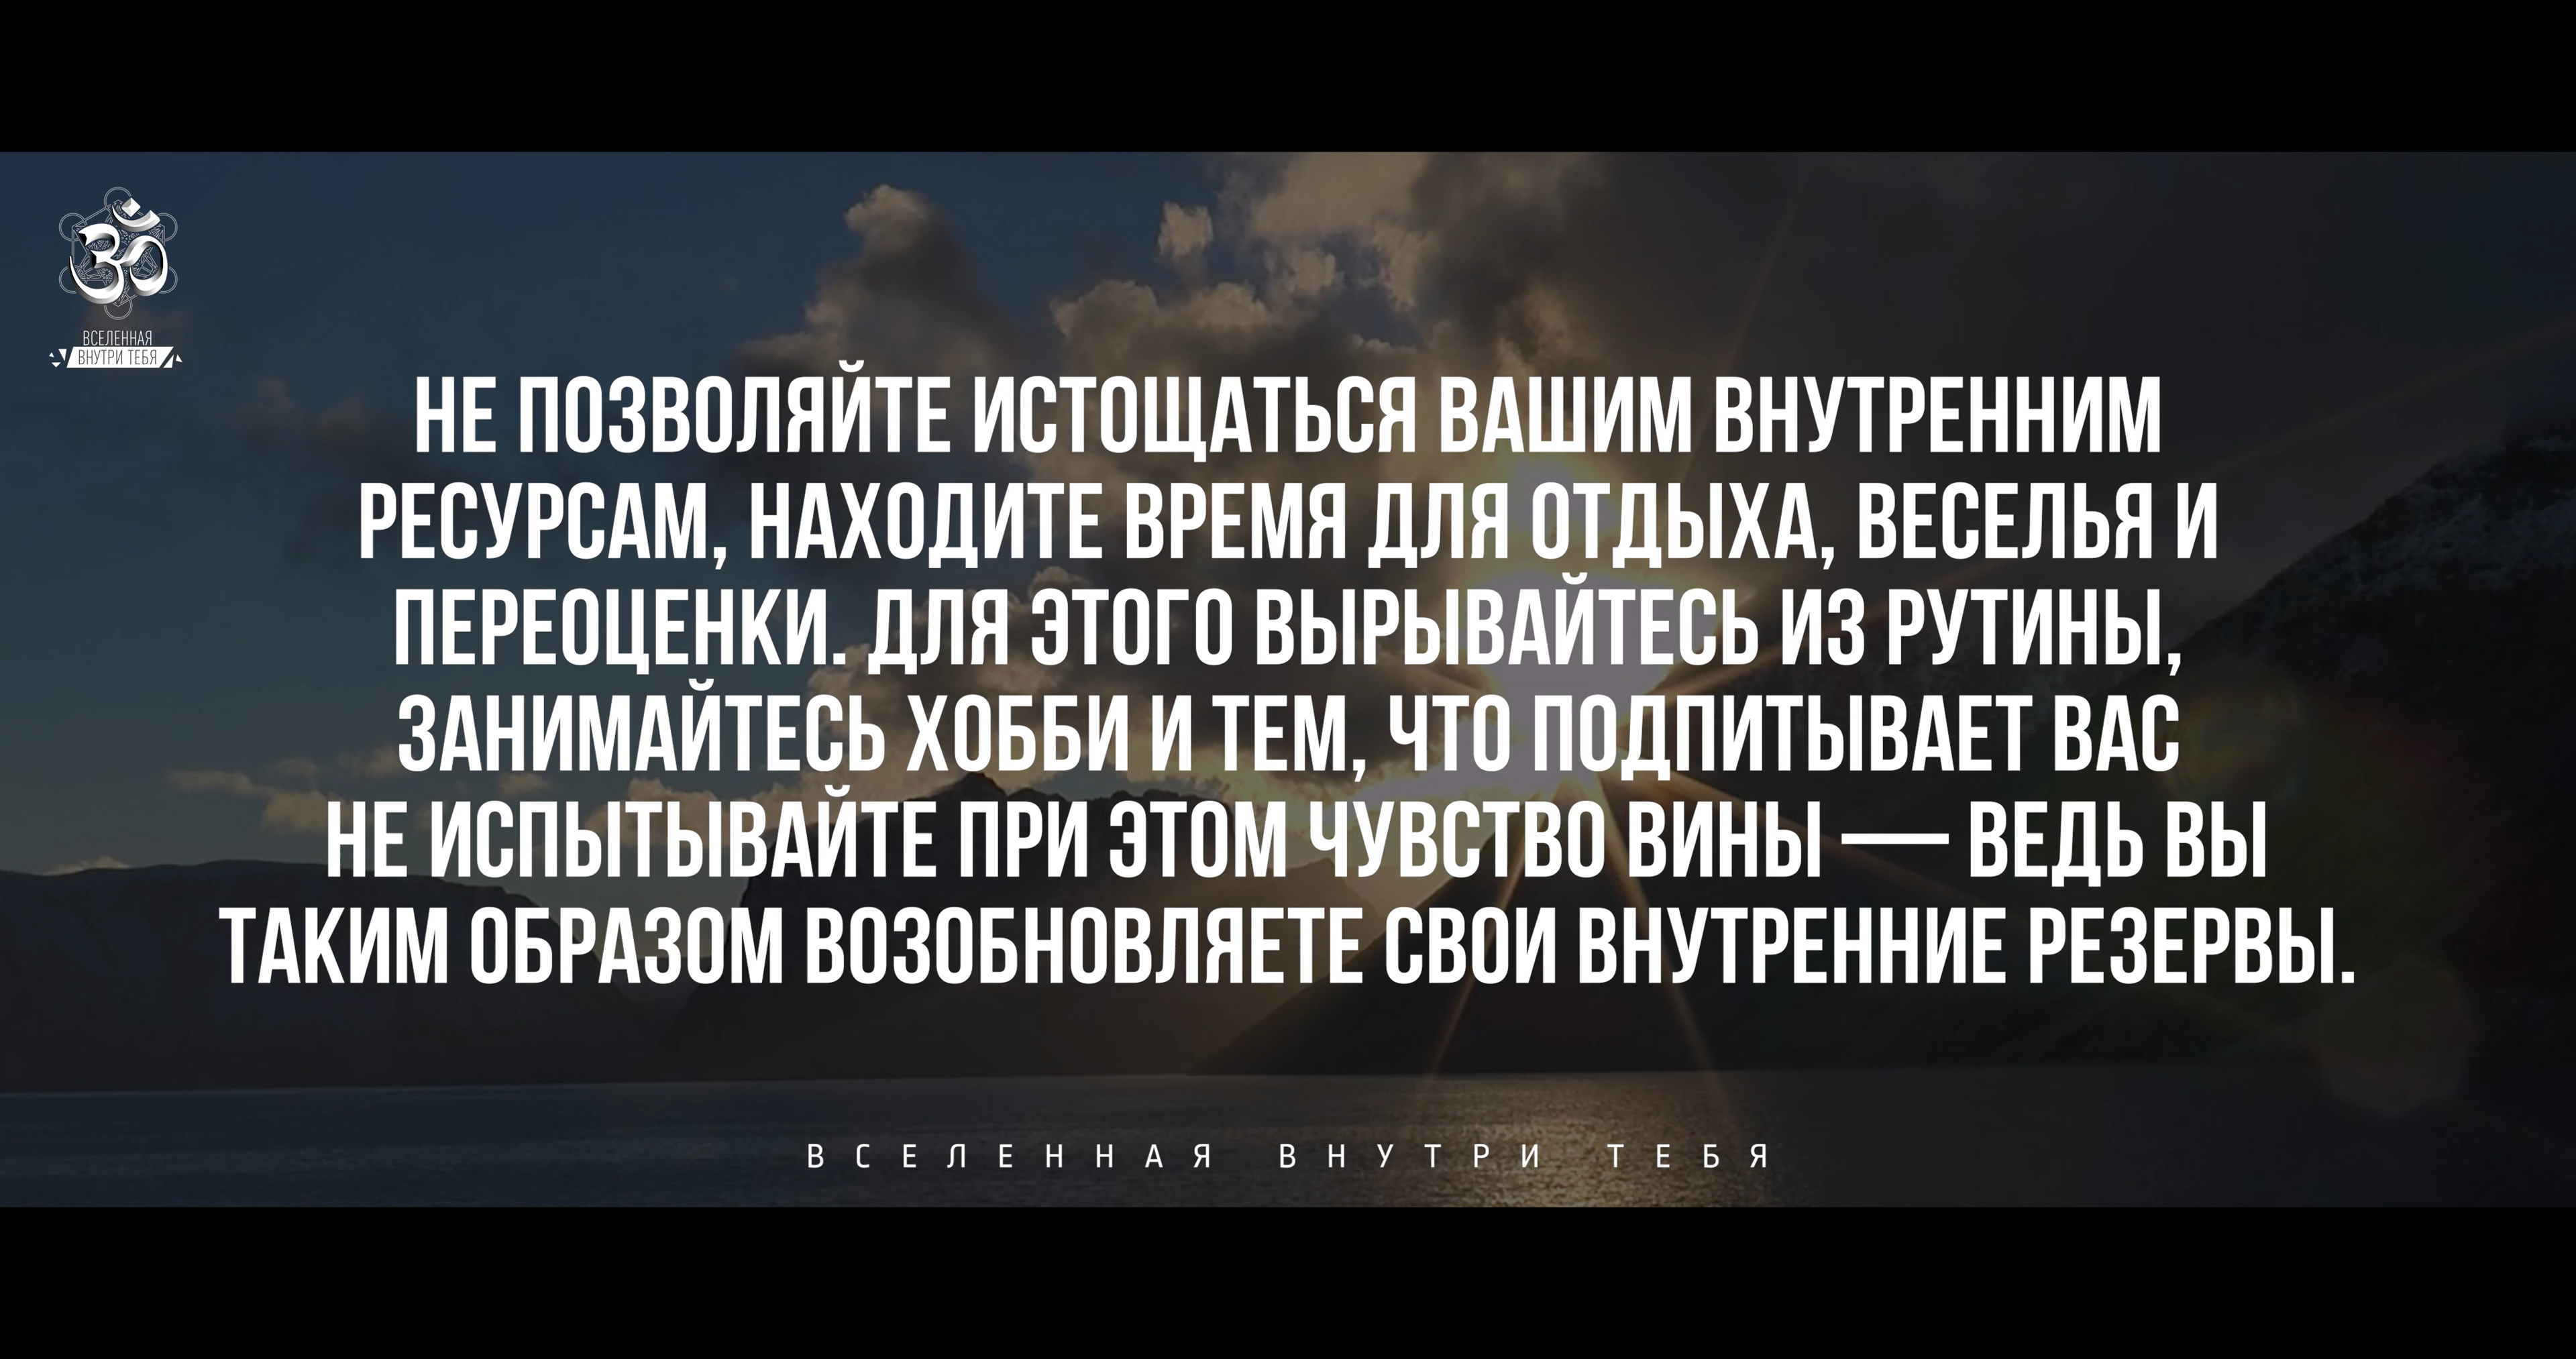 ВСЕЛЕННАЯ
ВНУТРИ ТЕБЯ
НЕ ПОЗВОЛЯЙТЕ ИСТОЩАТЬСЯ ВАШИМ ВНУТРЕННИМ
РЕСУРСАМ, НАХОДИТЕ ВРЕМЯ ДЛЯ ОТДЫХА, ВЕСЕЛЬЯ И
ПЕРЕОЦЕНКИ. ДЛЯ ЭТОГО ВЫРЫВАЙТЕСЬ ИЗ РУТИНЫ,
ЗАНИМАЙТЕСЬ ХОББИ И ТЕМ, ЧТО ПОДПИТЫВАЕТ ВАС
НЕ ИСПЫТЫВАЙТЕ ПРИ ЭТОМ ЧУВСТВО ВИНЫ — ВЕДЬ ВЫ
ТАКИМ ОБРАЗОМ ВОЗОБНОВЛЯЕТЕ СВОИ ВНУТРЕННИЕ РЕЗЕРВЫ.
ВСЕЛЕННАЯ ВНУТРИ ТЕБЯ